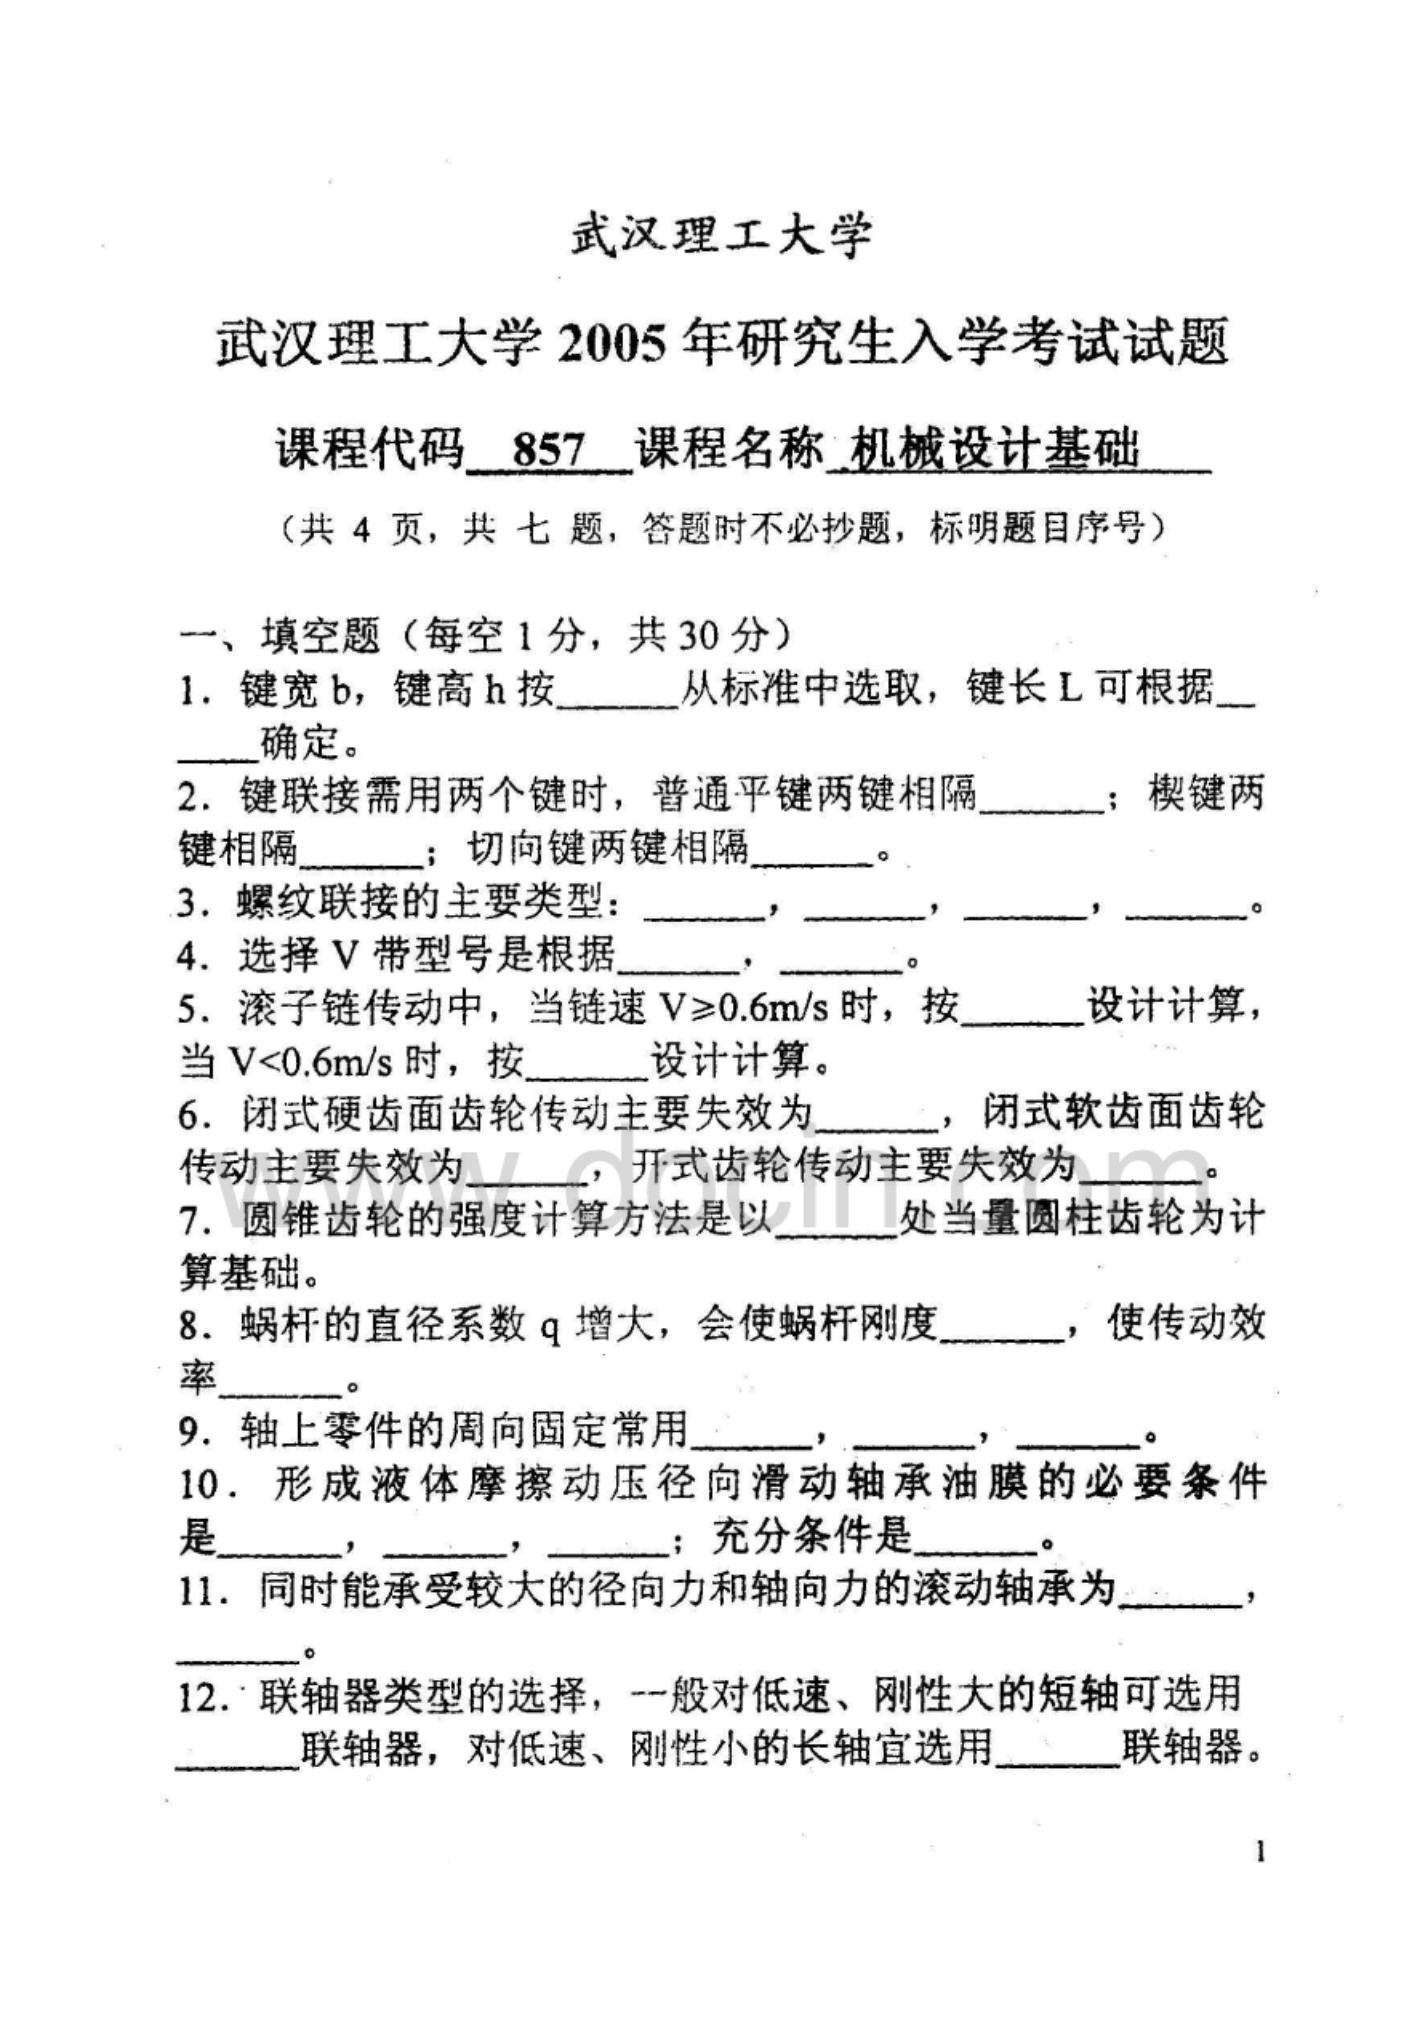 武汉理工大学
武汉理工大学 2005 年研究生入学考试试题
课程代码 857 课程名称 机械设计基础
（共 4 页，共 七 题，答题时不必抄题，标明题目序号）
一、填空题（每空 1 分，共 30 分）
1．键宽 b，键高 h 按______从标准中选取，键长 L 可根据__
____确定。
2．键联接需用两个键时，普通平键两键相隔______；楔键两
键相隔______；切向键两键相隔______。
3．螺纹联接的主要类型：______，______，______，______。
4．选择 V 带型号是根据______，______。
5．滚子链传动中，当链速 V≥0.6m/s 时，按______设计计算，
当 V<0.6m/s 时，按______设计计算。
6．闭式硬齿面齿轮传动主要失效为______，闭式软齿面齿轮
传动主要失效为______，开式齿轮传动主要失效为______。
www.docin.com
7．圆锥齿轮的强度计算方法是以______处当量圆柱齿轮为计
算基础。
8．蜗杆的直径系数 q 增大，会使蜗杆刚度______，使传动效
率______。
9．轴上零件的周向固定常用______，______，______。
10．形成液体摩擦动压径向滑动轴承油膜的必要条件
是______，______，______；充分条件是______。
11．同时能承受较大的径向力和轴向力的滚动轴承为______，
______。
12．联轴器类型的选择，一般对低速、刚性大的短轴可选用
______联轴器，对低速、刚性小的长轴宜选用______联轴器。
1